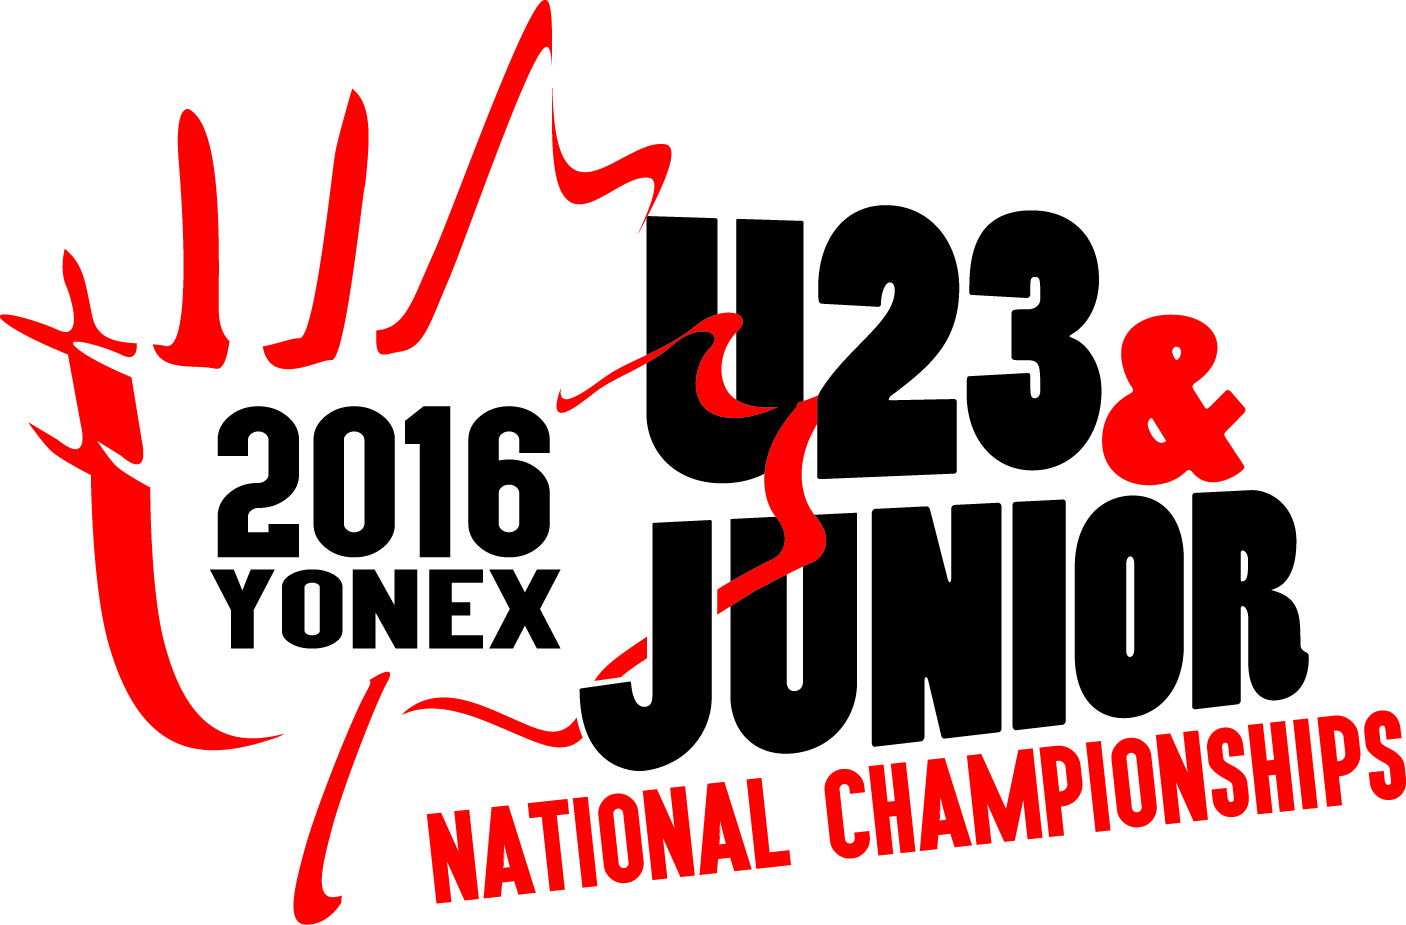 2016
YONEX
U23 &
JUNIOR
NATIONAL CHAMPIONSHIPS